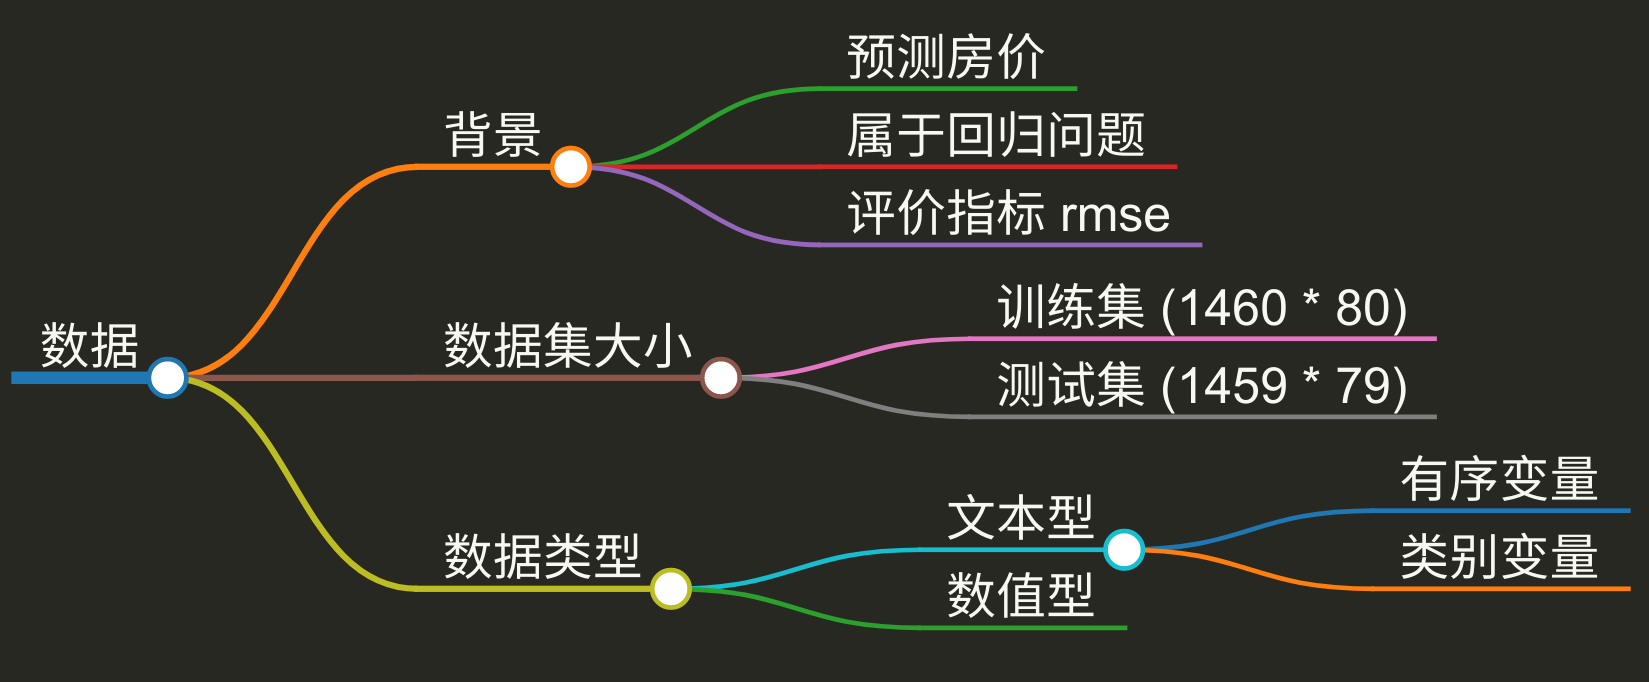 预测房价
背景
属于回归问题
评价指标 rmse
训练集 (1460 * 80)
数据
数据集大小
测试集 (1459 * 79)
有序变量
文本型
数据类型
类别变量
数值型